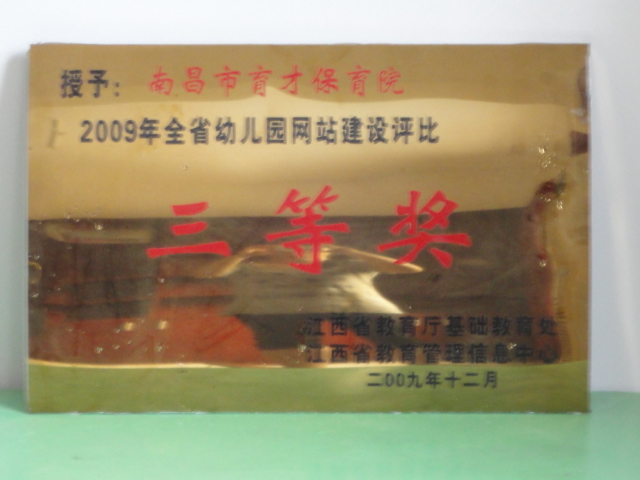 授予：南昌市育才保育院
2009年全省幼儿园网站建设评比
三等奖
江西省教育厅基础教育处
江西省教育管理信息中心
二00九年十二月